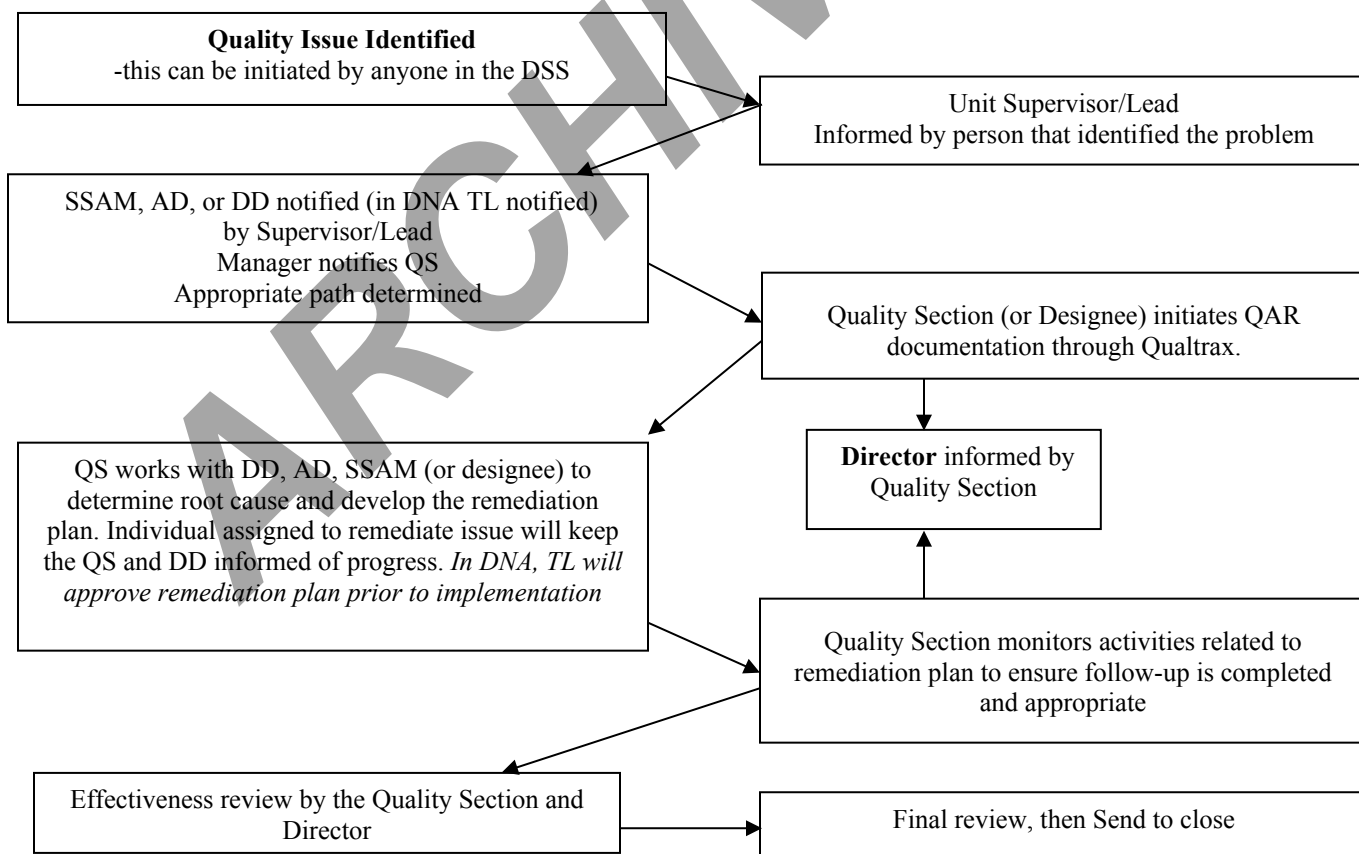 Quality Issue Identified
-this can be initiated by anyone in the DSS
Unit Supervisor/Lead
Informed by person that identified the problem
SSAM, AD, or DD notified (in DNA TL notified)
by Supervisor/Lead
Manager notifies QS
Appropriate path determined
Quality Section (or Designee) initiates QAR
documentation through Qualtrax.
Director informed by
Quality Section
QS works with DD, AD, SSAM (or designee) to
determine root cause and develop the remediation
plan. Individual assigned to remediate issue will keep
the QS and DD informed of progress. In DNA, TL will
approve remediation plan prior to implementation
Quality Section monitors activities related to
remediation plan to ensure follow-up is completed
and appropriate
Effectiveness review by the Quality Section and
Director
Final review, then Send to close
ARCHIV